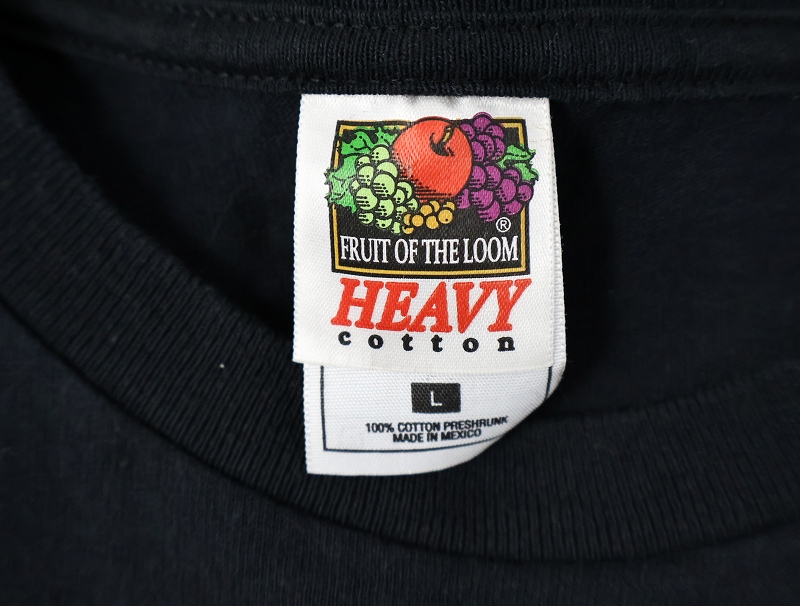 ®
FRUIT OF THE LOOM
HEAVY
cotton
L
100% COTTON PRESHRUNK
MADE IN MEXICO